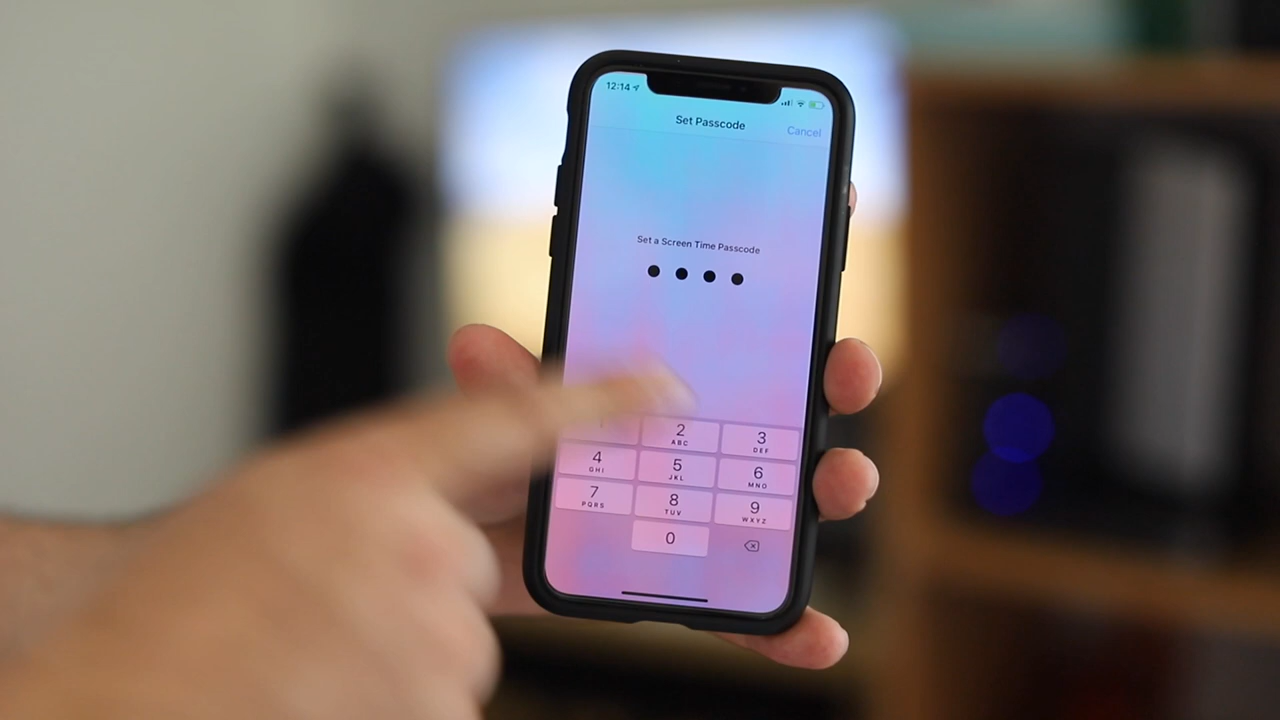 12:14
Set Passcode
Cancel
Set a Screen Time Passcode
2
ABC
3
DEF
4
GHI
5
JKL
6
MNO
7
PQRS
8
TUV
9
WXYZ
0